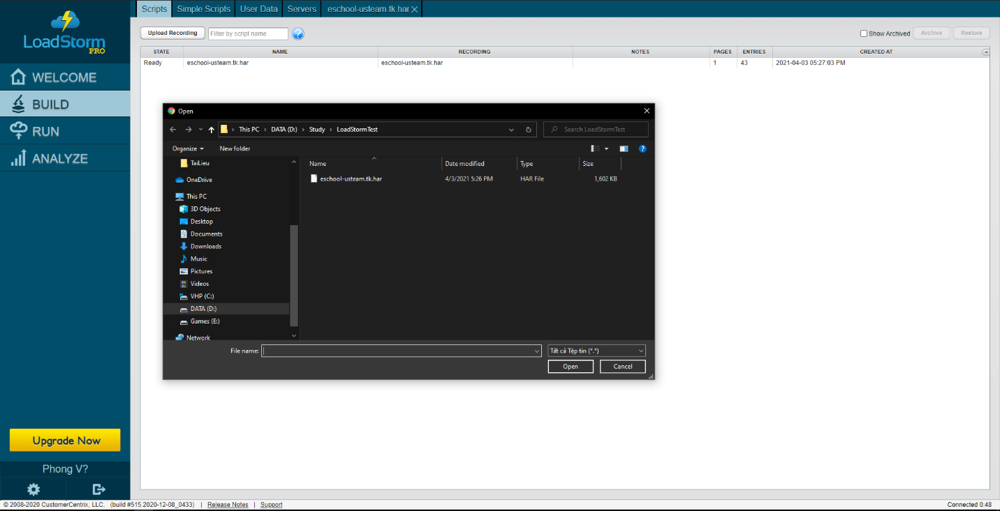 LoadStorm
PRO
WELCOME
BUILD
RUN
ANALYZE
Upgrade Now
Phong V?
Scripts Simple Scripts User Data Servers eschool-usteam.tk.har
Upload Recording Filter by script name ? Show Archived Archive Restore
STATE NAME RECORDING NOTES PAGES ENTRIES CREATED AT
Ready eschool-usteam.tk.har eschool-usteam.tk.har 1 43 2021-04-03 05:27:03 PM
Open
This PC › DATA (D:) › Study › LoadStormTest Search LoadStormTest
Organize New folder ?
Name Date modified Type Size
eschool-usteam.tk.har 4/3/2021 5:26 PM HAR File 1,602 KB
TaiLieu
OneDrive
This PC
3D Objects
Desktop
Documents
Downloads
Music
Pictures
Videos
VHP (C:)
DATA (D:)
Games (E:)
Network
File name: Tất cả Tệp tin (*.*)
Open Cancel
© 2008-2020 CustomerCentrix, LLC. (build #515.2020-12-08_0433) | Release Notes | Support Connected 0:48